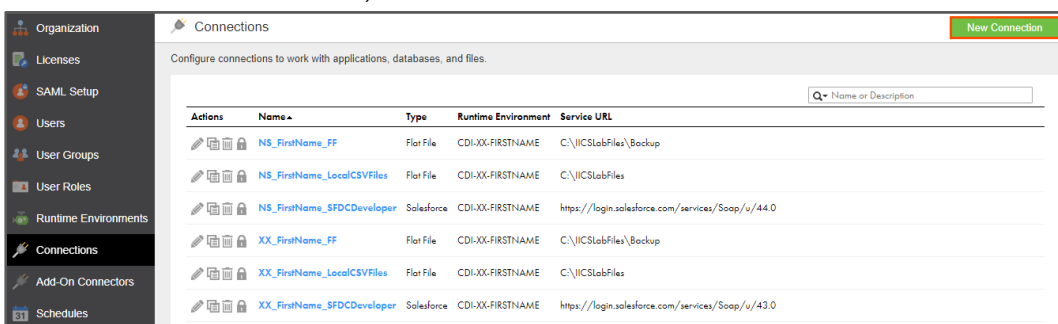 Organization
Licenses
SAML Setup
Users
User Groups
User Roles
Runtime Environments
Connections
Add-On Connectors
31 Schedules
Connections
New Connection
Configure connections to work with applications, databases, and files.
Name or Description
Actions Name Type Runtime Environment Service URL
NS_FirstName_FF Flat File CDI-XX-FIRSTNAME C:\IICSLabFiles\Backup
NS_FirstName_LocalCSVFiles Flat File CDI-XX-FIRSTNAME C:\IICSLabFiles
NS_FirstName_SFDCDeveloper Salesforce CDI-XX-FIRSTNAME https://login.salesforce.com/services/Soap/u/44.0
XX_FirstName_FF Flat File CDI-XX-FIRSTNAME C:\IICSLabFiles\Backup
XX_FirstName_LocalCSVFiles Flat File CDI-XX-FIRSTNAME C:\IICSLabFiles
XX_FirstName_SFDCDeveloper Salesforce CDI-XX-FIRSTNAME https://login.salesforce.com/services/Soap/u/43.0